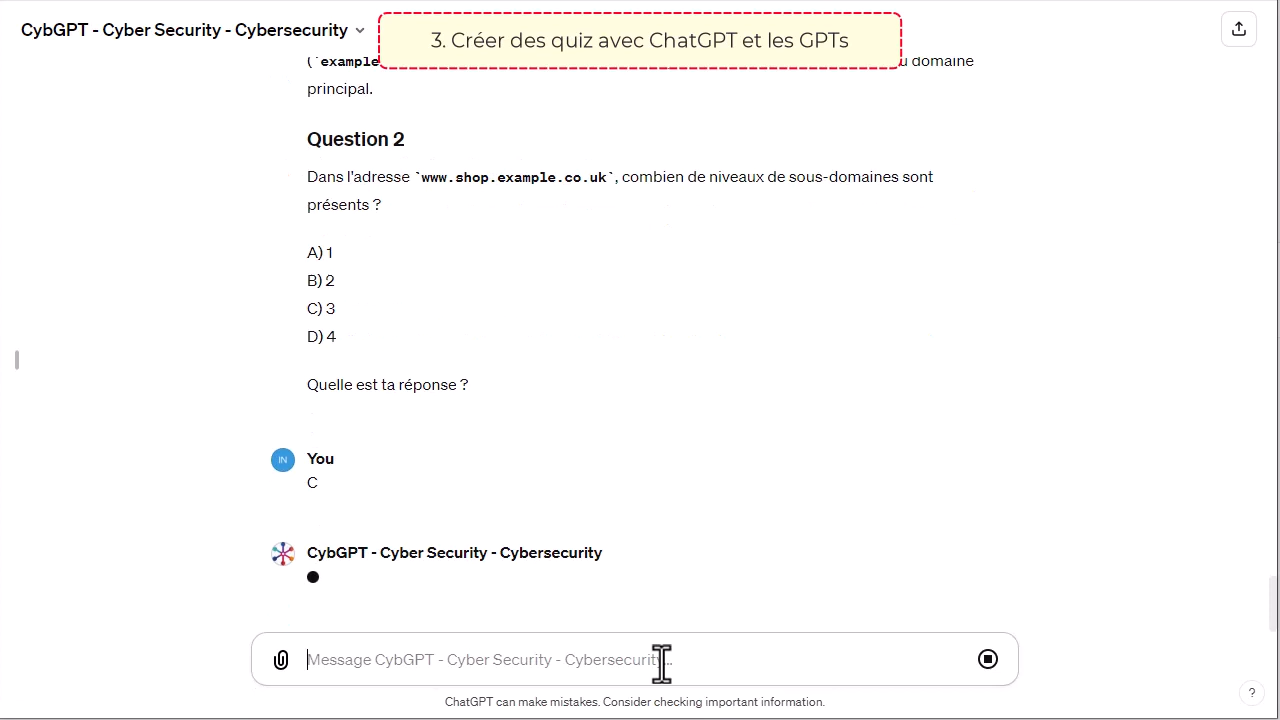 CybGPT - Cyber Security - Cybersecurity
3. Créer des quiz avec ChatGPT et les GPTs
(`example
u domaine
principal.
Question 2
Dans l'adresse `www.shop.example.co.uk`, combien de niveaux de sous-domaines sont
présents ?
A) 1
B) 2
C) 3
D) 4
Quelle est ta réponse ?
IN
You
C
CybGPT - Cyber Security - Cybersecurity
Message CybGPT - Cyber Security - Cybersecurity...
ChatGPT can make mistakes. Consider checking important information.
?